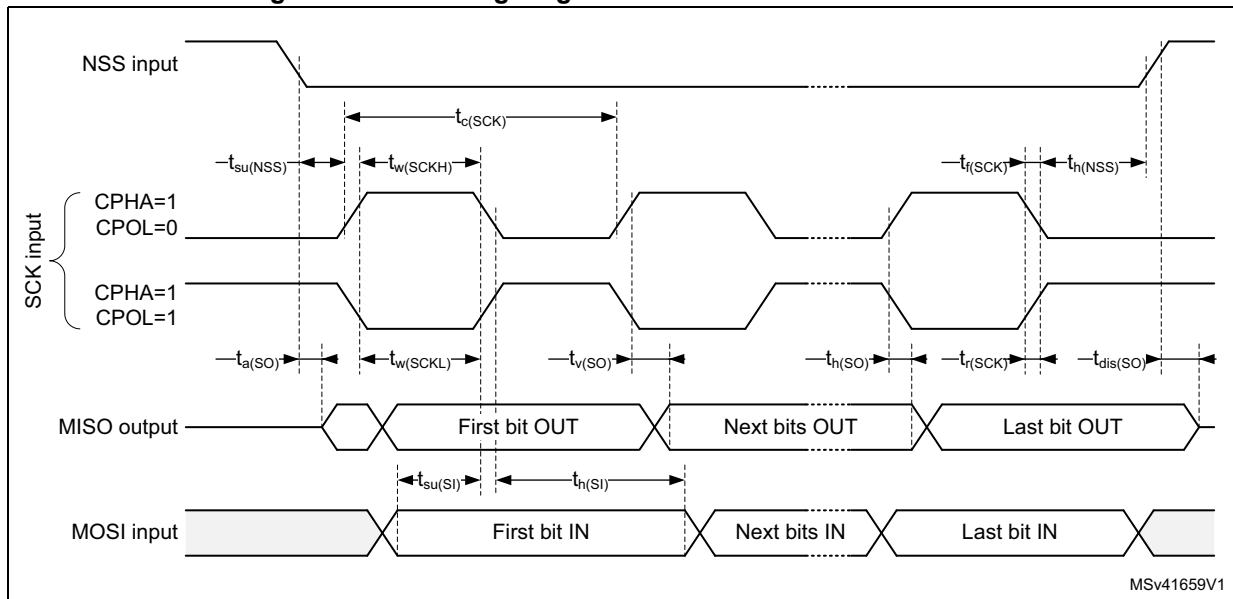 NSS input
tc(SCK)
tsu(NSS)
tw(SCKH)
tf(SCK)
th(NSS)
SCK input
CPHA=1
CPOL=0
CPHA=1
CPOL=1
ta(SO)
tw(SCKL)
tv(SO)
th(SO)
tr(SCK)
tdis(SO)
MISO output
First bit OUT
Next bits OUT
Last bit OUT
tsu(SI)
th(SI)
MOSI input
First bit IN
Next bits IN
Last bit IN
MSv41659V1